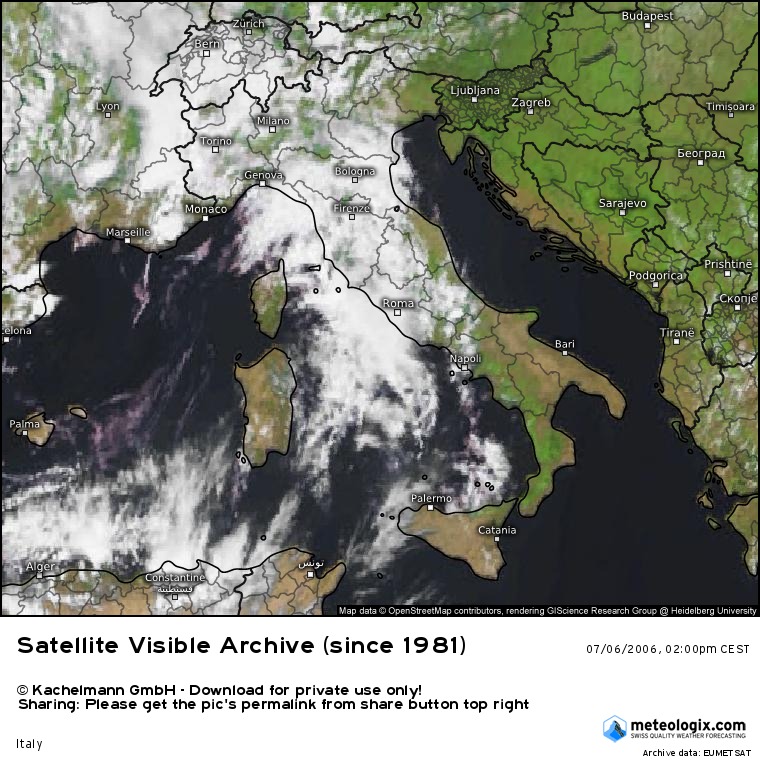 Budapest
Zürich
Bern
Ljubljana
Zagreb
Lyon
Timișoara
Milano
Torino
Београд
Genova
Bologna
Monaco
Firenze
Sarajevo
Marseille
Prishtinë
Podgorica
Скопје
Roma
elona
Tiranë
Bari
Napoli
Palma
Palermo
Catania
تونس
Alger
Constantine
قسنطينة
Map data © OpenStreetMap contributors, rendering GIScience Research Group @ Heidelberg University
Satellite Visible Archive (since 1981)
07/06/2006, 02:00pm CEST
© Kachelmann GmbH - Download for private use only!
Sharing: Please get the pic's permalink from share button top right
meteologix.com
SWISS QUALITY WEATHER FORECASTING
Italy
Archive data: EUMETSAT